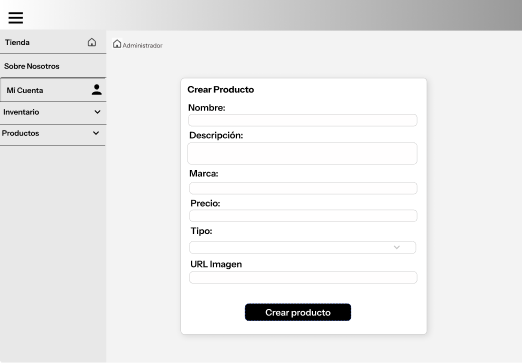 Tienda
Sobre Nosotros
Mi Cuenta
Inventario
Productos
Administrador
Crear Producto
Nombre:
Descripción:
Marca:
Precio:
Tipo:
URL Imagen
Crear producto